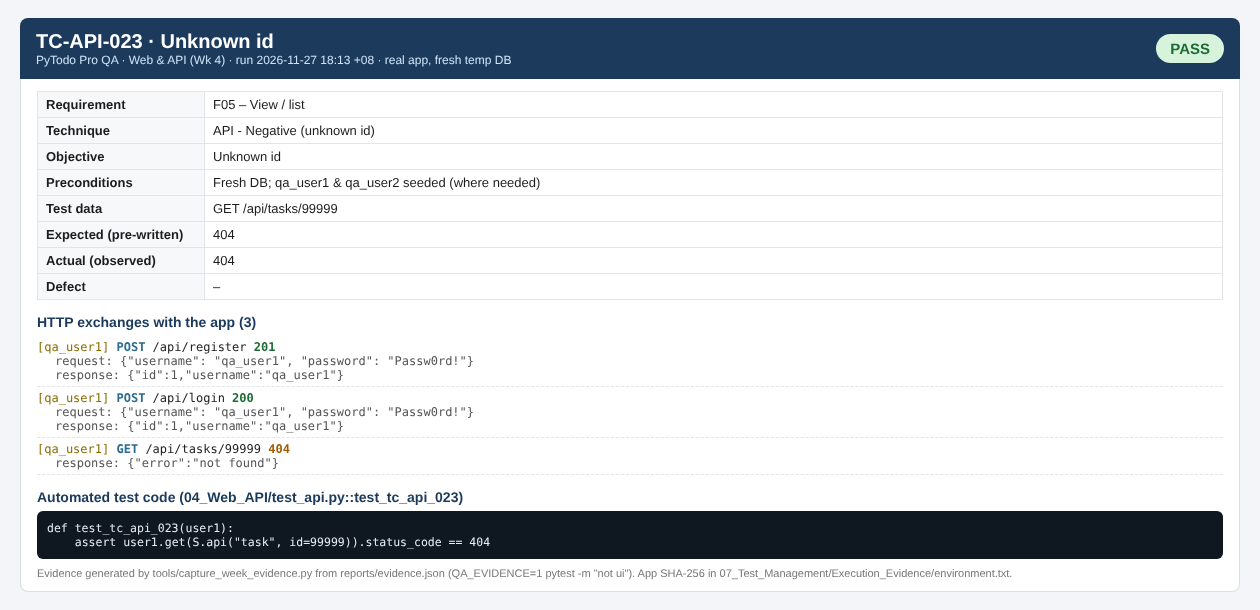 TC-API-023 · Unknown id
PyTodo Pro QA · Web & API (Wk 4) · run 2026-11-27 18:13 +08 · real app, fresh temp DB
PASS
Requirement F05 – View / list
Technique API - Negative (unknown id)
Objective Unknown id
Preconditions Fresh DB; qa_user1 & qa_user2 seeded (where needed)
Test data GET /api/tasks/99999
Expected (pre-written) 404
Actual (observed) 404
Defect –
HTTP exchanges with the app (3)
[qa_user1] POST /api/register 201
request: {"username": "qa_user1", "password": "Passw0rd!"}
response: {"id":1,"username":"qa_user1"}
[qa_user1] POST /api/login 200
request: {"username": "qa_user1", "password": "Passw0rd!"}
response: {"id":1,"username":"qa_user1"}
[qa_user1] GET /api/tasks/99999 404
response: {"error":"not found"}
Automated test code (04_Web_API/test_api.py::test_tc_api_023)
def test_tc_api_023(user1):
    assert user1.get(S.api("task", id=99999)).status_code == 404
Evidence generated by tools/capture_week_evidence.py from reports/evidence.json (QA_EVIDENCE=1 pytest -m "not ui"). App SHA-256 in 07_Test_Management/Execution_Evidence/environment.txt.